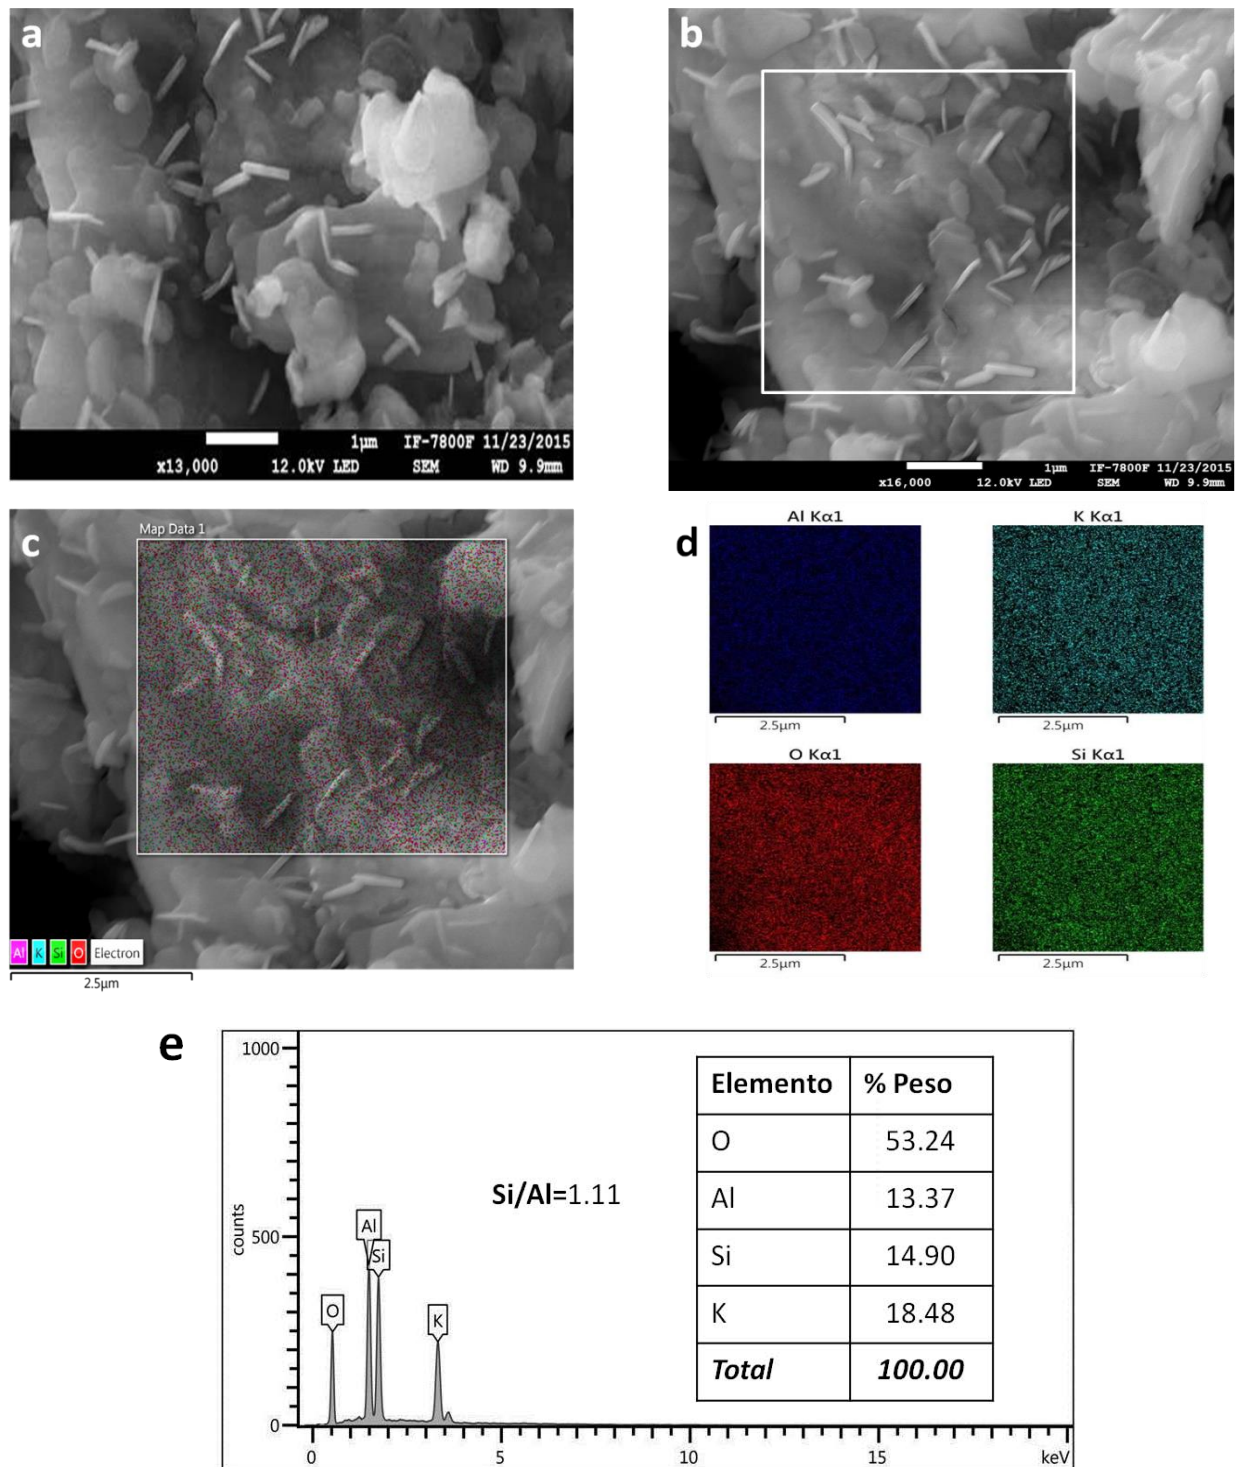 a
1μm IF-7800F 11/23/2015
x13,000 12.0kV LED SEM WD 9.9mm
b
1μm IF-7800F 11/23/2015
x16,000 12.0kV LED SEM WD 9.9mm
c
Map Data 1
Al K Si O Electron
2.5μm
d
Al Kα1
K Kα1
2.5μm
2.5μm
O Kα1
Si Kα1
2.5μm
2.5μm
e
1000
500
0
counts
0 5 10 15 keV
O
Al
Si
K
Si/Al=1.11
Elemento % Peso
O 53.24
Al 13.37
Si 14.90
K 18.48
Total 100.00